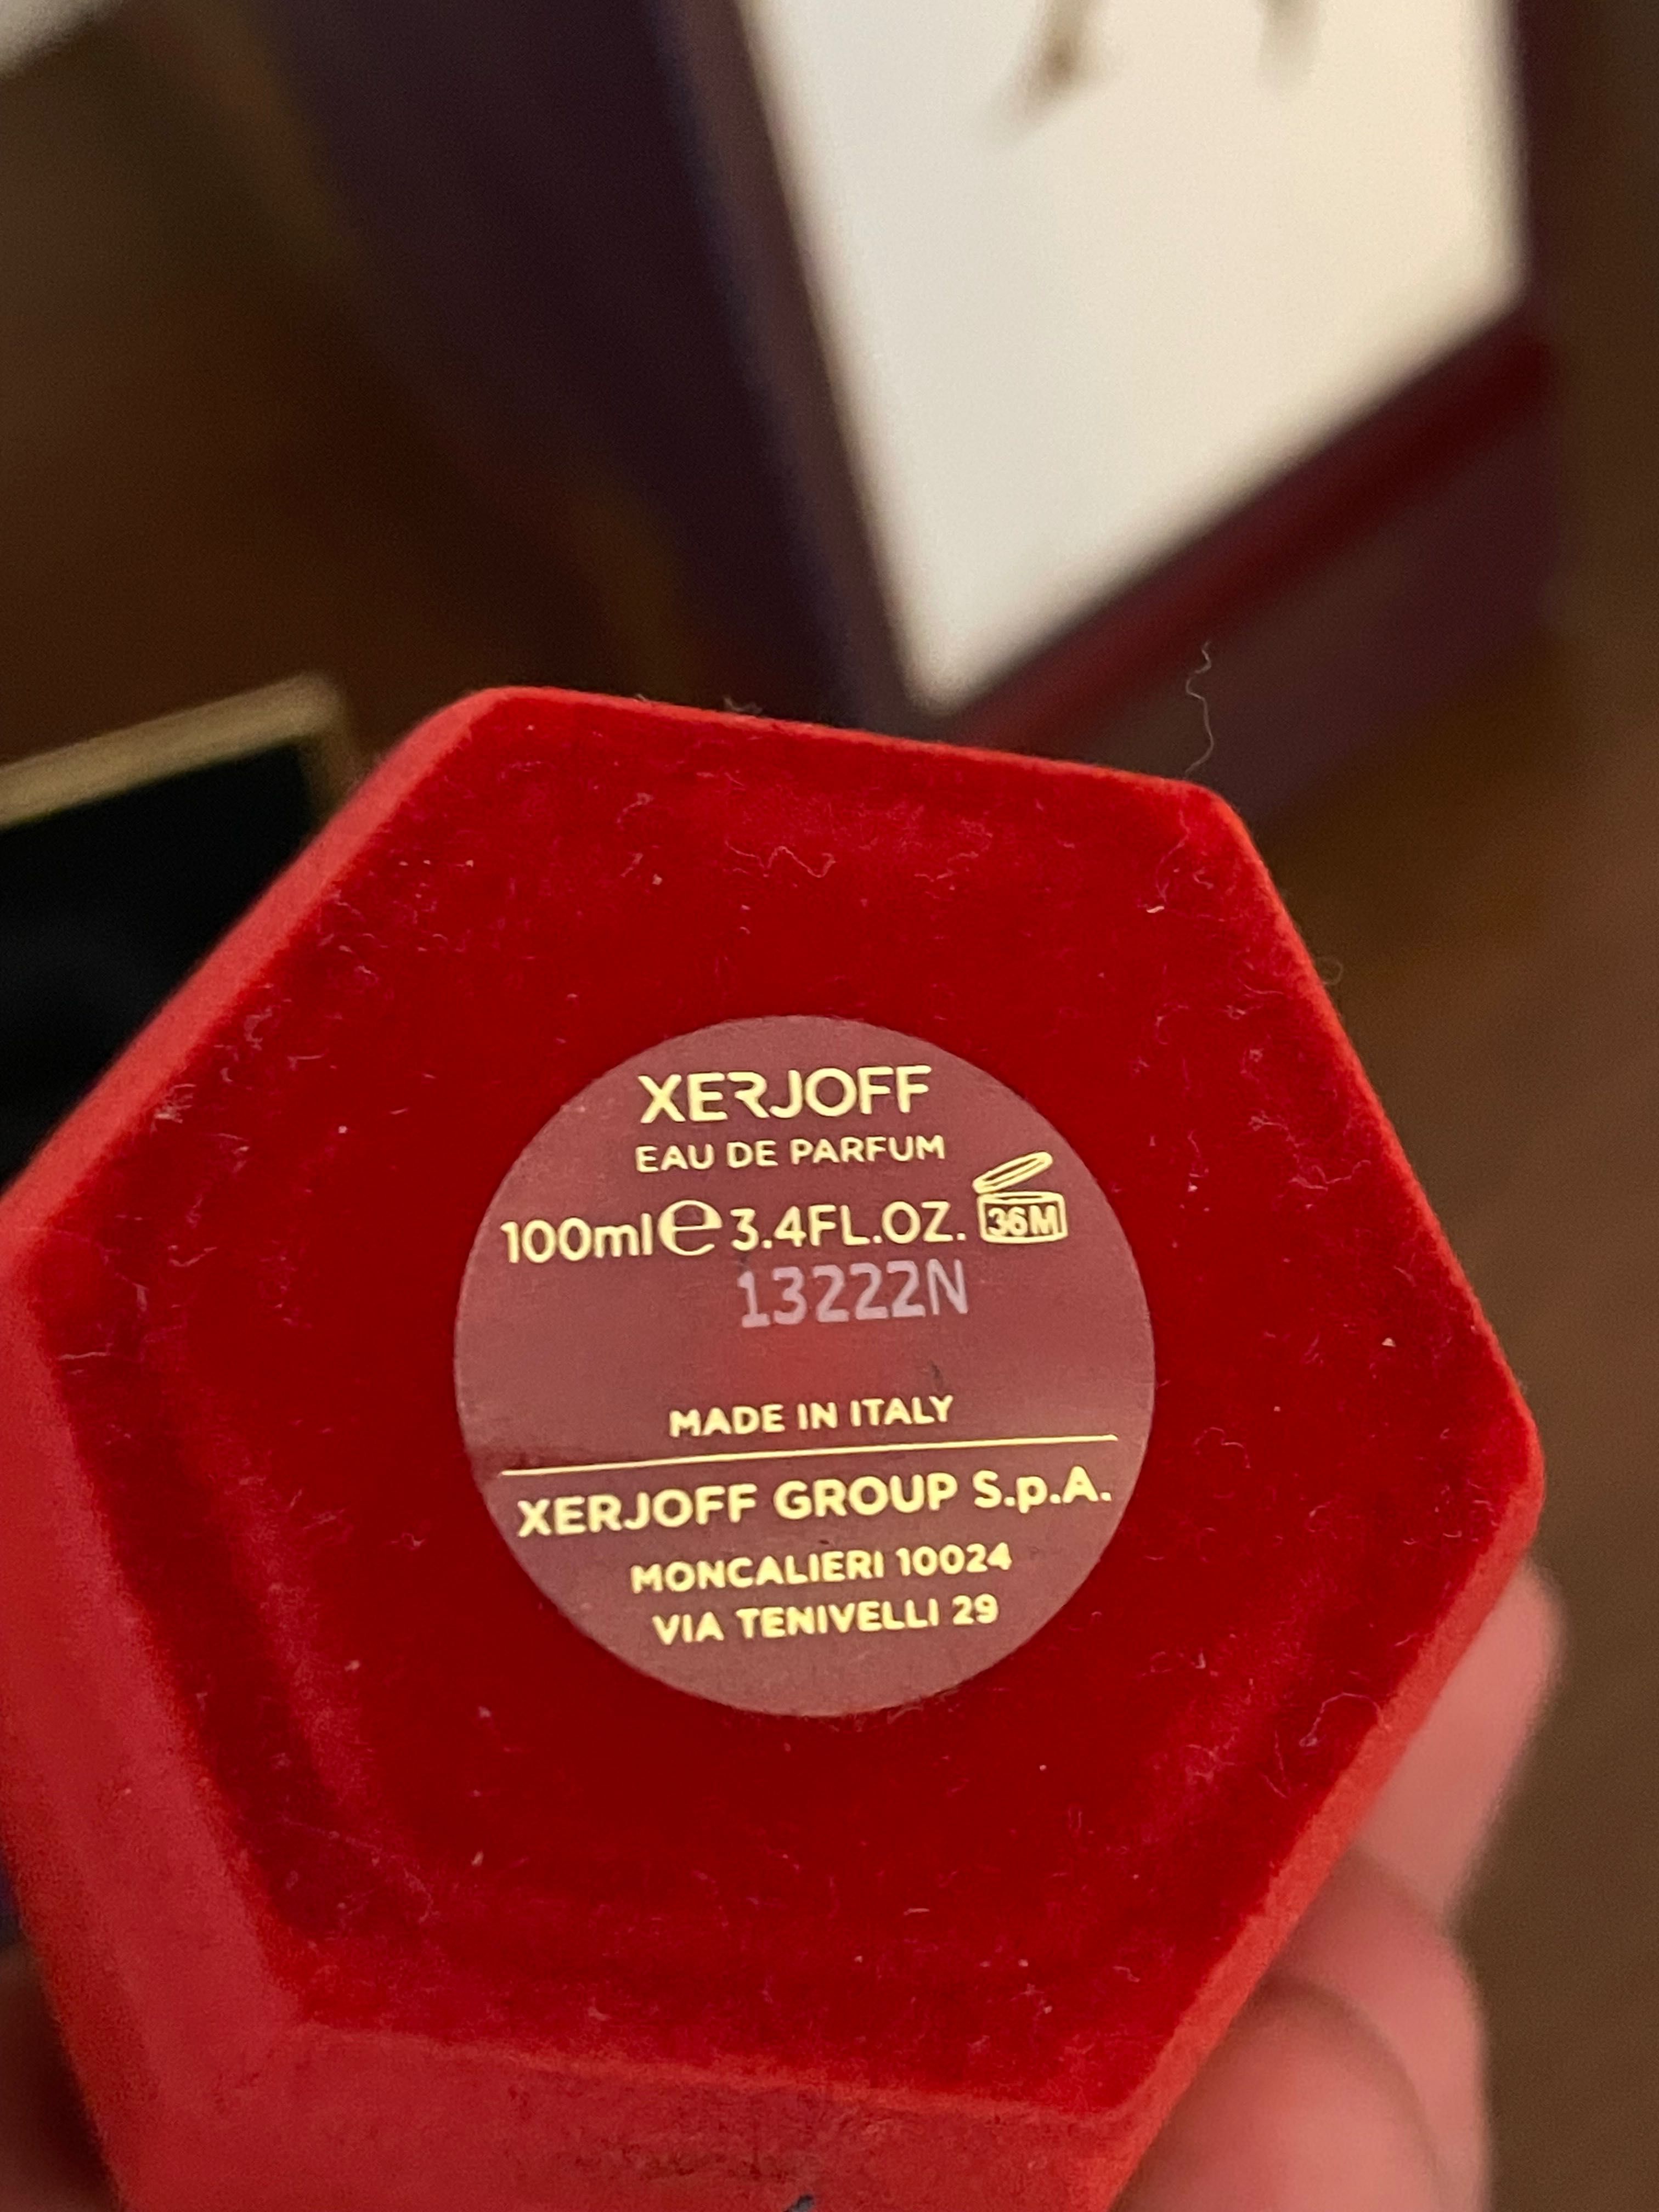 XERJOFF
EAU DE PARFUM
100ml℮3.4FL.OZ. 36M
13222N
MADE IN ITALY
XERJOFF GROUP S.p.A.
MONCALIERI 10024
VIA TENIVELLI 29